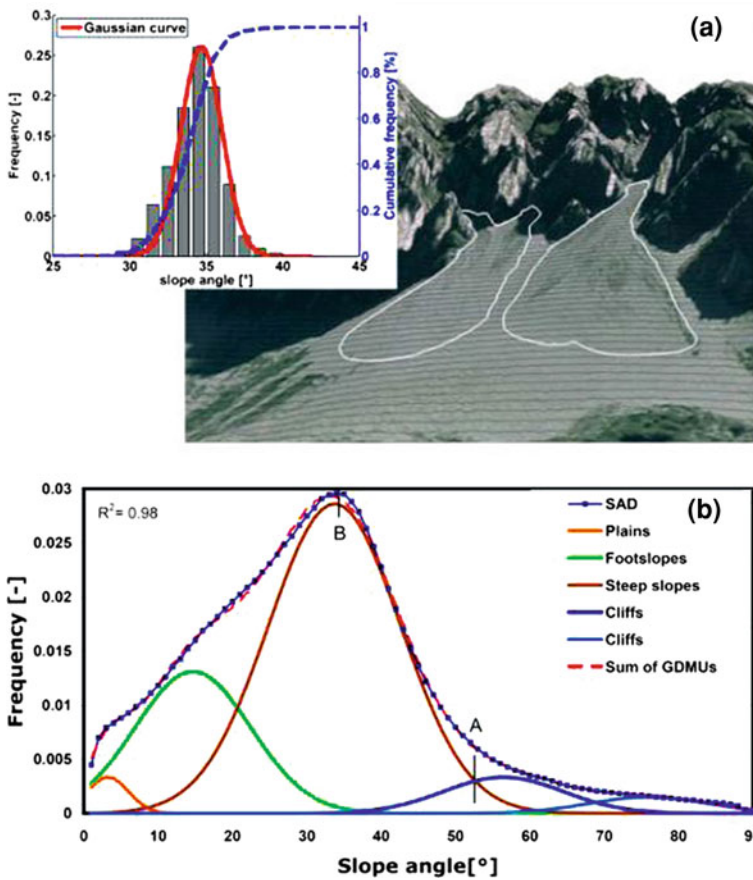 (a)
Gaussian curve
Frequency [-]
0.3
0.25
0.2
0.15
0.1
0.05
0
25
30
35
40
45
slope angle [°]
1
0.8
0.6
0.4
0.2
0
Cumulative frequency [%]
(b)
R²= 0.98
Frequency [-]
0.03
0.025
0.02
0.015
0.01
0.005
0
0
10
20
30
40
50
60
70
80
9
Slope angle[°]
B
A
SAD
Plains
Footslopes
Steep slopes
Cliffs
Cliffs
Sum of GDMUs